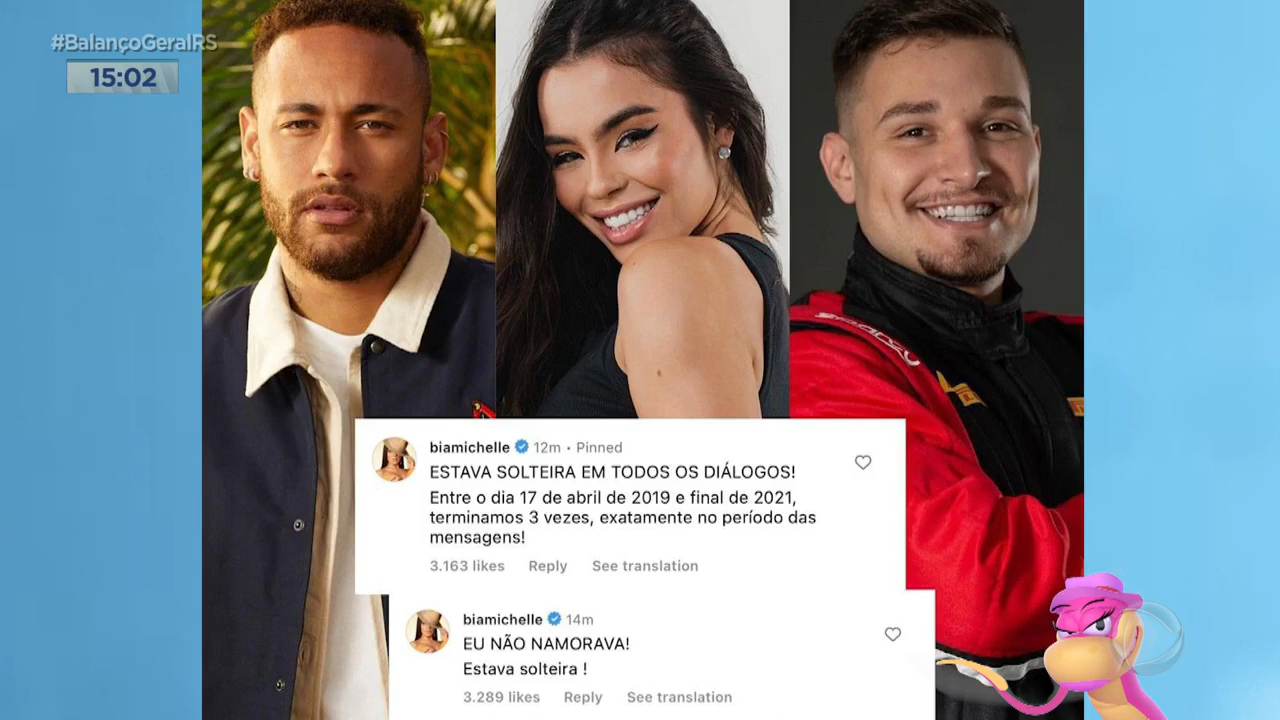 #BalançoGeralRS
15:02
biamichelle 12m • Pinned
ESTAVA SOLTEIRA EM TODOS OS DIÁLOGOS!
Entre o dia 17 de abril de 2019 e final de 2021,
terminamos 3 vezes, exatamente no período das
mensagens!
3.163 likes Reply See translation
biamichelle 14m
EU NÃO NAMORAVA!
Estava solteira !
3.289 likes Reply See translation